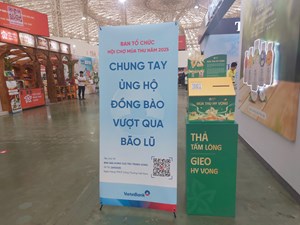 BAN TỔ CHỨC
HỘI CHỢ MÙA THU NĂM 2025
CHUNG TAY
ỦNG HỘ
ĐỒNG BÀO
VƯỢT QUA
BÃO LŨ
VietinBank
THẢ
TẤM LÒNG
GIEO
HY VỌNG